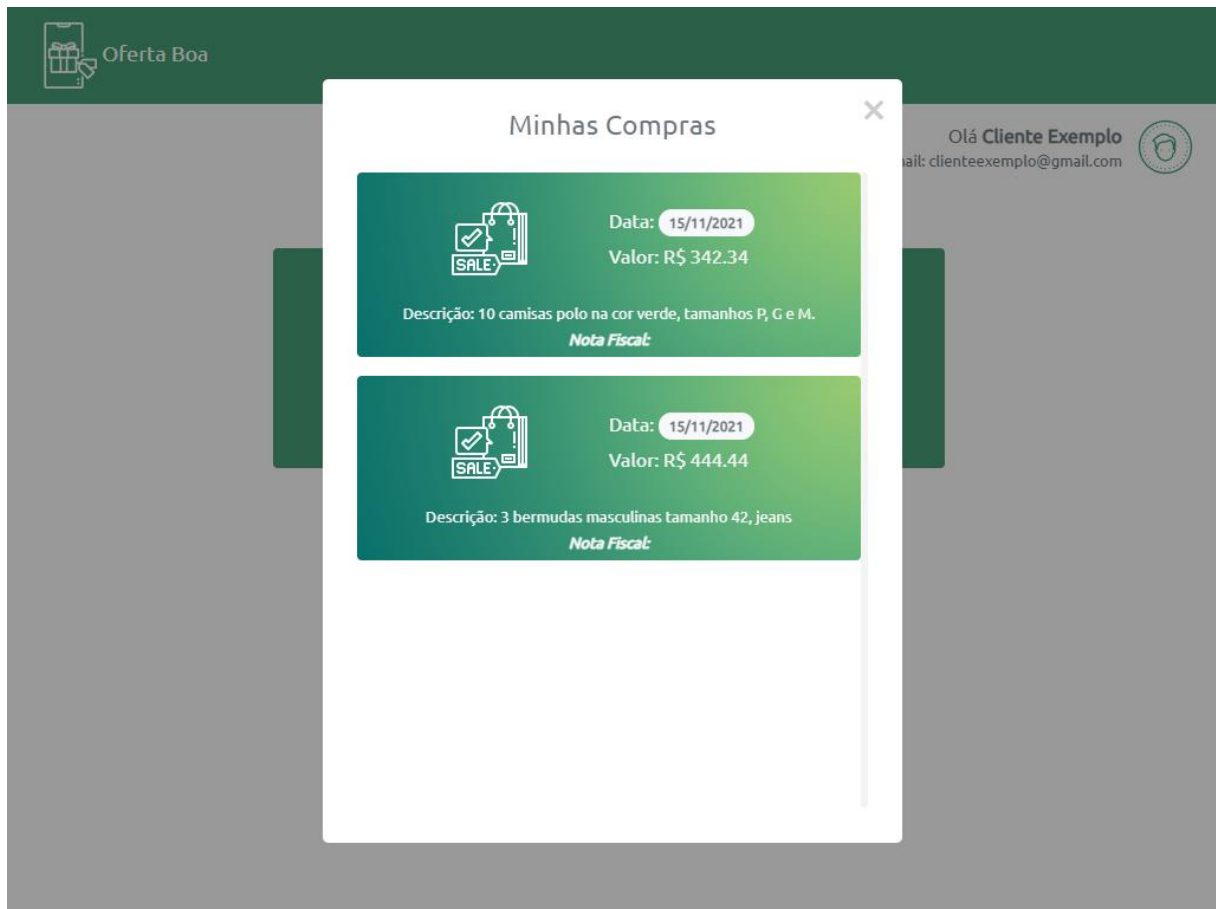 Oferta Boa
Minhas Compras
×
Olá Cliente Exemplo
ail: clienteexemplo@gmail.com
Data: 15/11/2021
Valor: R$ 342.34
SALE
Descrição: 10 camisas polo na cor verde, tamanhos P, G e M.
Nota Fiscal:
Data: 15/11/2021
Valor: R$ 444.44
SALE
Descrição: 3 bermudas masculinas tamanho 42, jeans
Nota Fiscal: